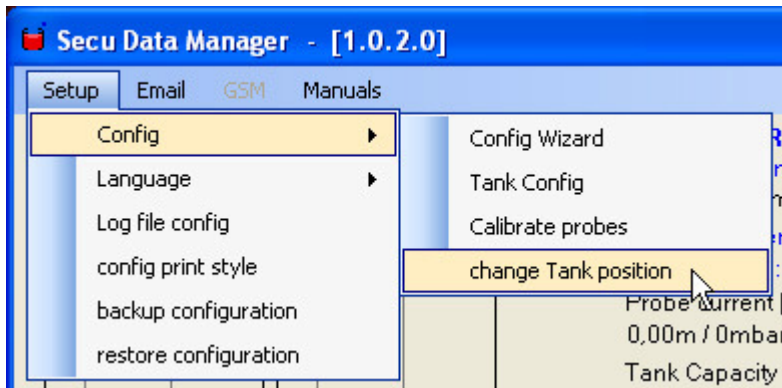 Secu Data Manager - [1.0.2.0]
Setup Email GSM Manuals
Config
Language
Log file config
config print style
backup configuration
restore configuration
Config Wizard
Tank Config
Calibrate probes
change Tank position
Probe Current
0,00m / 0mbar
Tank Capacity